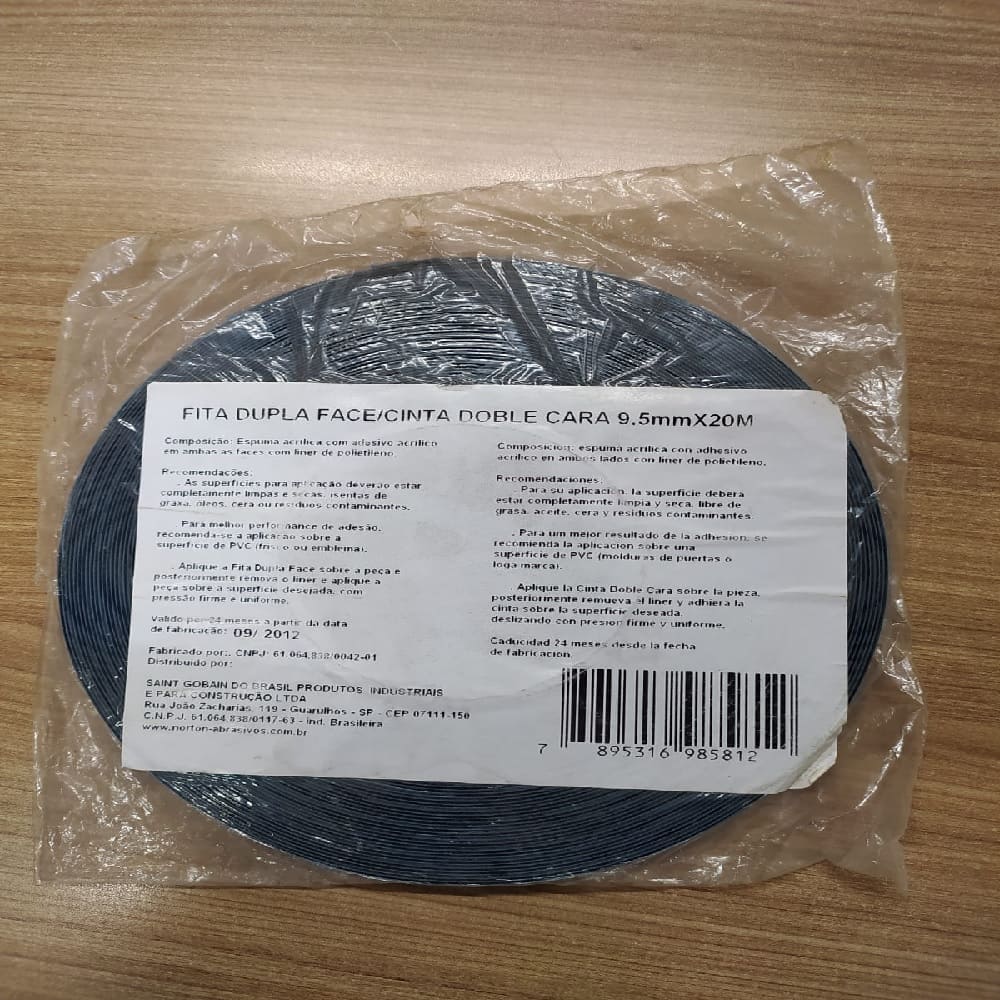 FITA DUPLA FACE/CINTA DOBLE CARA 9,5mmX20M
Composição: Espuma acrílica com adesivo acrílico
em ambas as faces com liner de polietileno.
Recomendações:
. As superfícies para aplicação deverão estar
completamente limpas e secas, isentas de
graxa, óleos, cera ou resíduos contaminantes.
. Para melhor performance de adesão,
recomenda-se a aplicação sobre a
superfície de PVC (friso ou emblema).
. Aplique a Fita Dupla Face sobre a peça e
posteriormente remova o liner e aplique a
peça sobre a superfície desejada, com
pressão firme e uniforme.
Valido por 24 meses a partir da data
de fabricação: 09/ 2012
Fabricado por:. CNPJ: 61.064.838/0042-01
Distribuido por:
SAINT GOBAIN DO BRASIL PRODUTOS INDUSTRIAIS
E PARA CONSTRUÇÃO LTDA
Rua João Zacharias, 119 - Guarulhos - SP - CEP 07111-150
C.N.P.J. 61.064.838/0117-63 - Ind. Brasileira
www.norton-abrasivos.com.br
Composición: espuma acrílica con adhesivo
acrílico en ambos lados con liner de polietileno.
Recomendaciones:
. Para su aplicación, la superficie debera
estar completamente limpia y seca, libre de
grasa, aceite, cera y residuos contaminantes.
. Para um mejor resultado de la adhesion, se
recomienda la aplicación sobre una
superficie de PVC (molduras de puertas o
loga marca).
Aplique la Cinta Doble Cara sobre la pieza,
posteriormente remueva el liner y adhiera la
cinta sobre la superficie deseada,
deslizando con presion firme y uniforme.
Caducidad 24 meses desde la fecha
de fabricación.
7 895316 985812